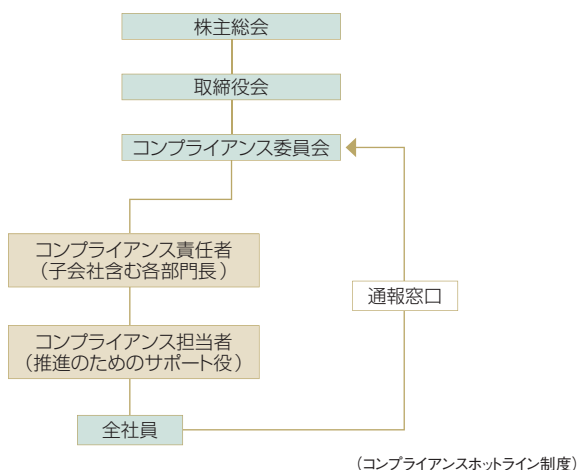 株主総会
取締役会
コンプライアンス委員会
コンプライアンス責任者
（子会社含む各部門長）
通報窓口
コンプライアンス担当者
（推進のためのサポート役）
全社員
（コンプライアンスホットライン制度）